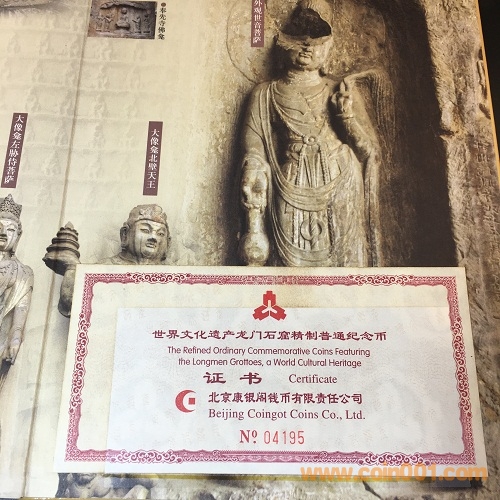 奉先寺佛龛
外观世音菩萨
大像龛左胁侍菩萨
大像龛北壁天王
世界文化遗产龙门石窟精制普通纪念币
The Refined Ordinary Commemorative Coins Featuring
the Longmen Grottoes, a World Cultural Heritage
证书 Certificate
北京康银阁钱币有限责任公司
Beijing Coingot Coins Co., Ltd.
№ 04195
www.coin001.com